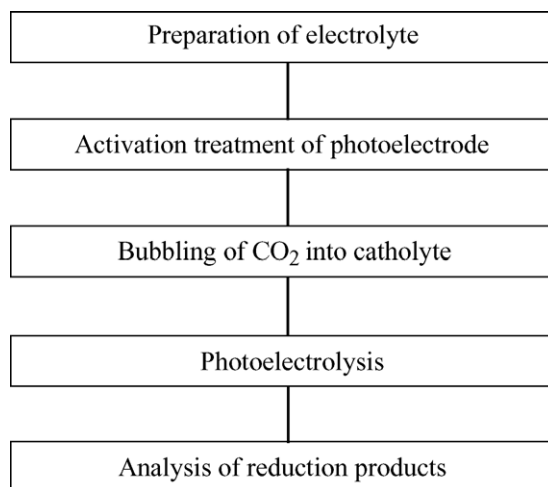 Preparation of electrolyte
Activation treatment of photoelectrode
Bubbling of CO₂ into catholyte
Photoelectrolysis
Analysis of reduction products